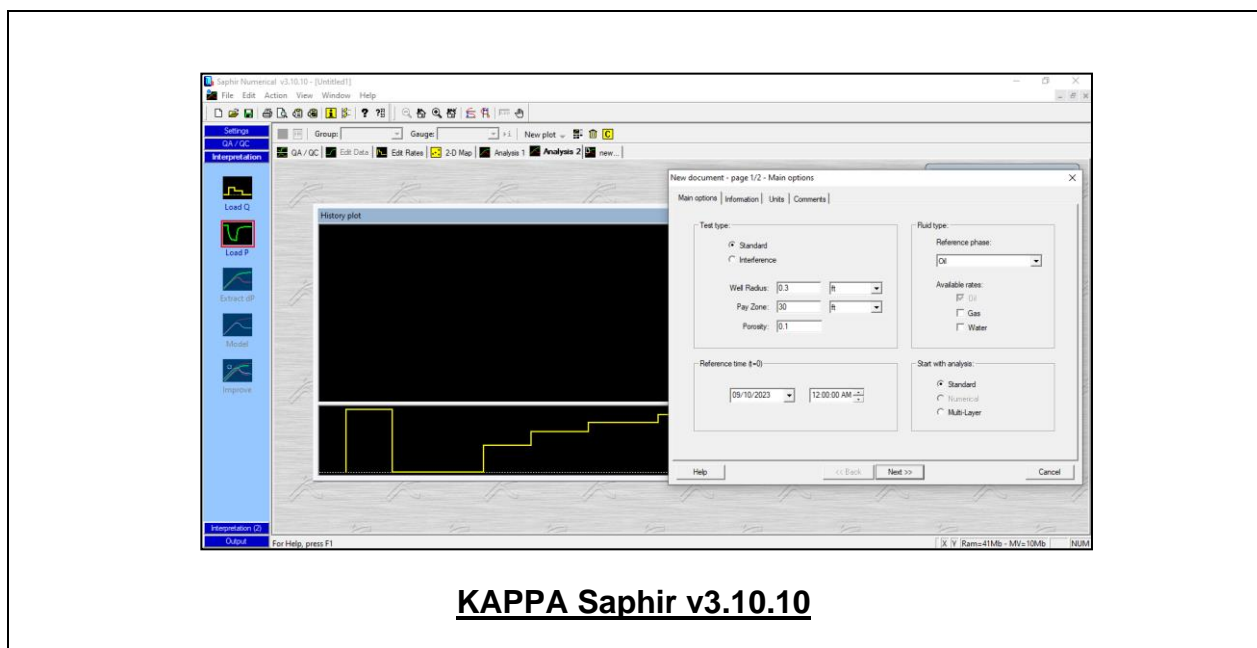 Saphir Numerical v3.10.10 - [Untitled1]
File Edit Action View Window Help
Settings
QA / QC
Interpretation
Group:
Gauge:
New plot
QA / QC
Edit Data
Edit Rates
2-D Map
Analysis 1
Analysis 2
new...
Load Q
Load P
Extract dP
Model
Improve
Interpretation (2)
Output
History plot
New document - page 1/2 - Main options
Main options
Information
Units
Comments
Test type:
Standard
Interference
Well Radius: 0.3 ft
Pay Zone: 30 ft
Porosity: 0.1
Fluid type:
Reference phase:
Oil
Available rates:
Oil
Gas
Water
Reference time (t=0)
09/10/2023 12:00:00 AM
Start with analysis:
Standard
Numerical
Multi-Layer
Help
<< Back
Next >>
Cancel
For Help, press F1
X Y Ram=41Mb - MV=10Mb NUM
KAPPA Saphir v3.10.10